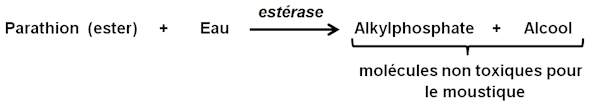 estérase
Parathion (ester) + Eau Alkylphosphate + Alcool
molécules non toxiques pour
le moustique